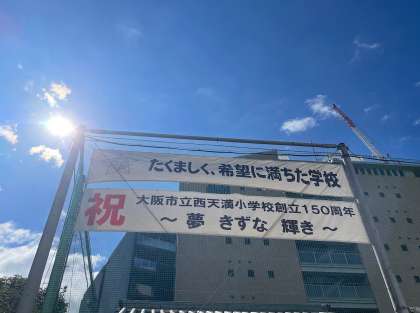 たくましく、希望に満ちた学校
祝
大阪市立西天満小学校創立150周年
～ 夢 きずな 輝き ～